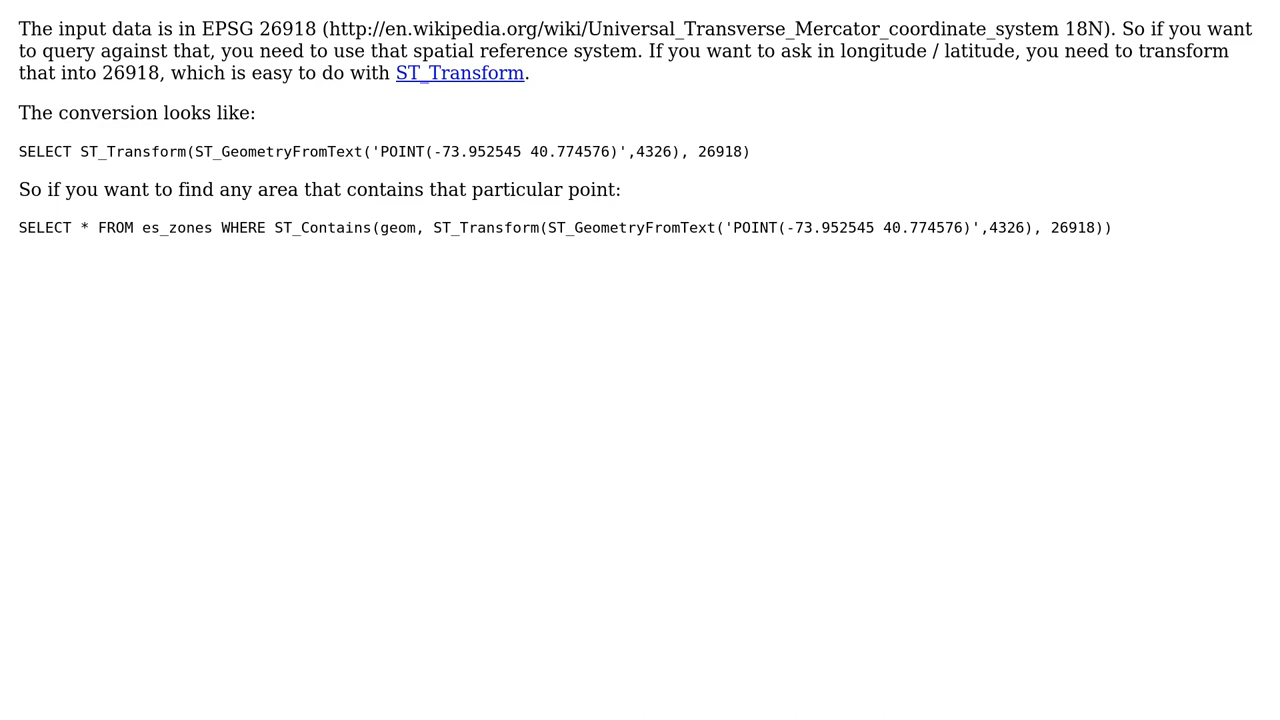 The input data is in EPSG 26918 (http://en.wikipedia.org/wiki/Universal_Transverse_Mercator_coordinate_system 18N). So if you want
to query against that, you need to use that spatial reference system. If you want to ask in longitude / latitude, you need to transform
that into 26918, which is easy to do with ST_Transform.
The conversion looks like:
SELECT ST_Transform(ST_GeometryFromText('POINT(-73.952545 40.774576)',4326), 26918)
So if you want to find any area that contains that particular point:
SELECT * FROM es_zones WHERE ST_Contains(geom, ST_Transform(ST_GeometryFromText('POINT(-73.952545 40.774576)',4326), 26918))